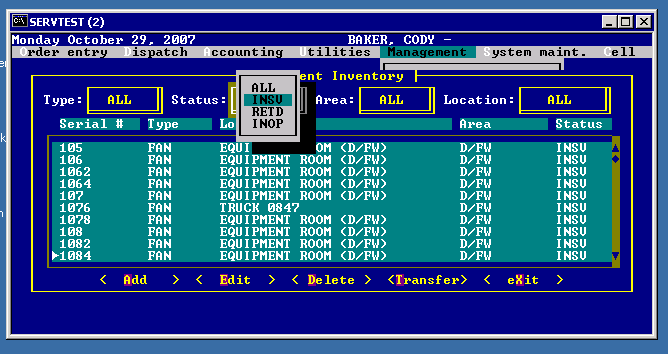 SERVTEST (2)
Monday October 29, 2007 BAKER, CODY -
Order entry Dispatch Accounting Utilities Management System maint. Cell
ent Inventory
Type: ALL Status: Area: ALL Location: ALL
ALL
INSV
RETD
INOP
Serial # Type Lo Area Status
105 FAN EQUI OM (D/FW) D/FW INSV
106 FAN EQUIPMENT ROOM (D/FW) D/FW INSV
1062 FAN EQUIPMENT ROOM (D/FW) D/FW INSV
1064 FAN EQUIPMENT ROOM (D/FW) D/FW INSV
107 FAN EQUIPMENT ROOM (D/FW) D/FW INSV
1076 FAN TRUCK 0847 D/FW INSV
1078 FAN EQUIPMENT ROOM (D/FW) D/FW INSV
108 FAN EQUIPMENT ROOM (D/FW) D/FW INSV
1082 FAN EQUIPMENT ROOM (D/FW) D/FW INSV
1084 FAN EQUIPMENT ROOM (D/FW) D/FW INSV
< Add > < Edit > < Delete > <Transfer> < eXit >